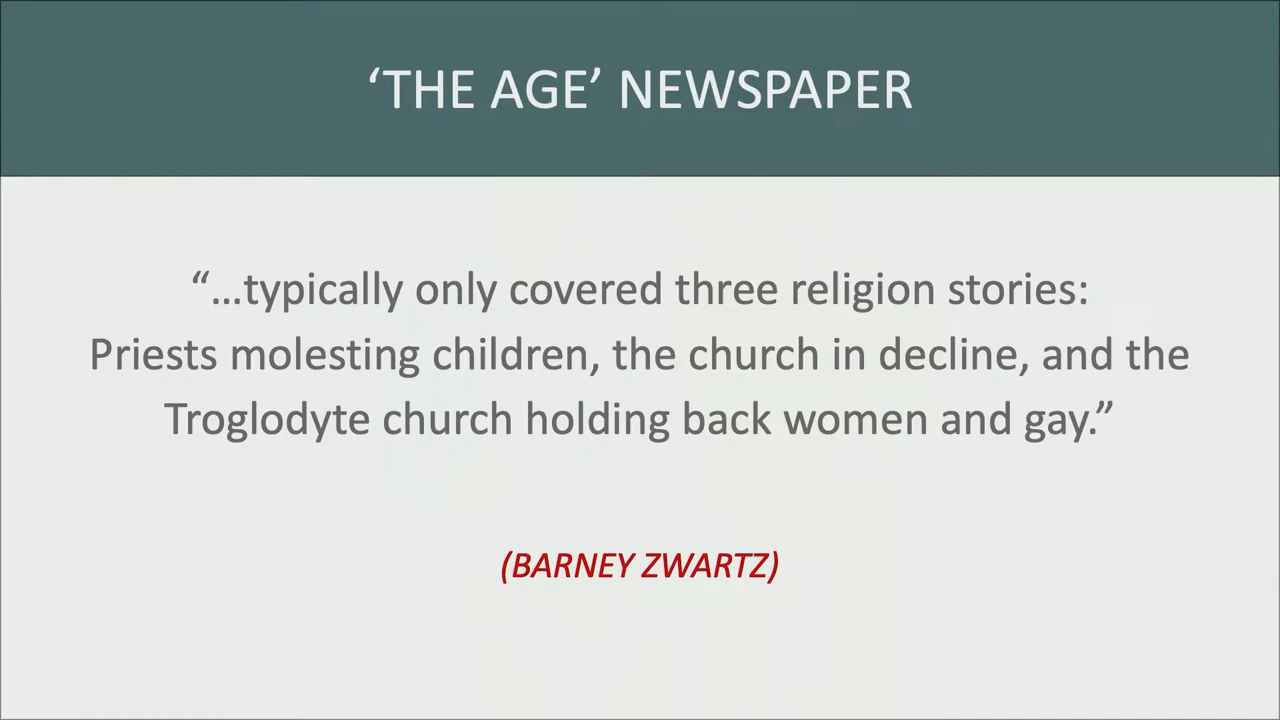 ‘THE AGE’ NEWSPAPER
“...typically only covered three religion stories:
Priests molesting children, the church in decline, and the
Troglodyte church holding back women and gay.”
(BARNEY ZWARTZ)